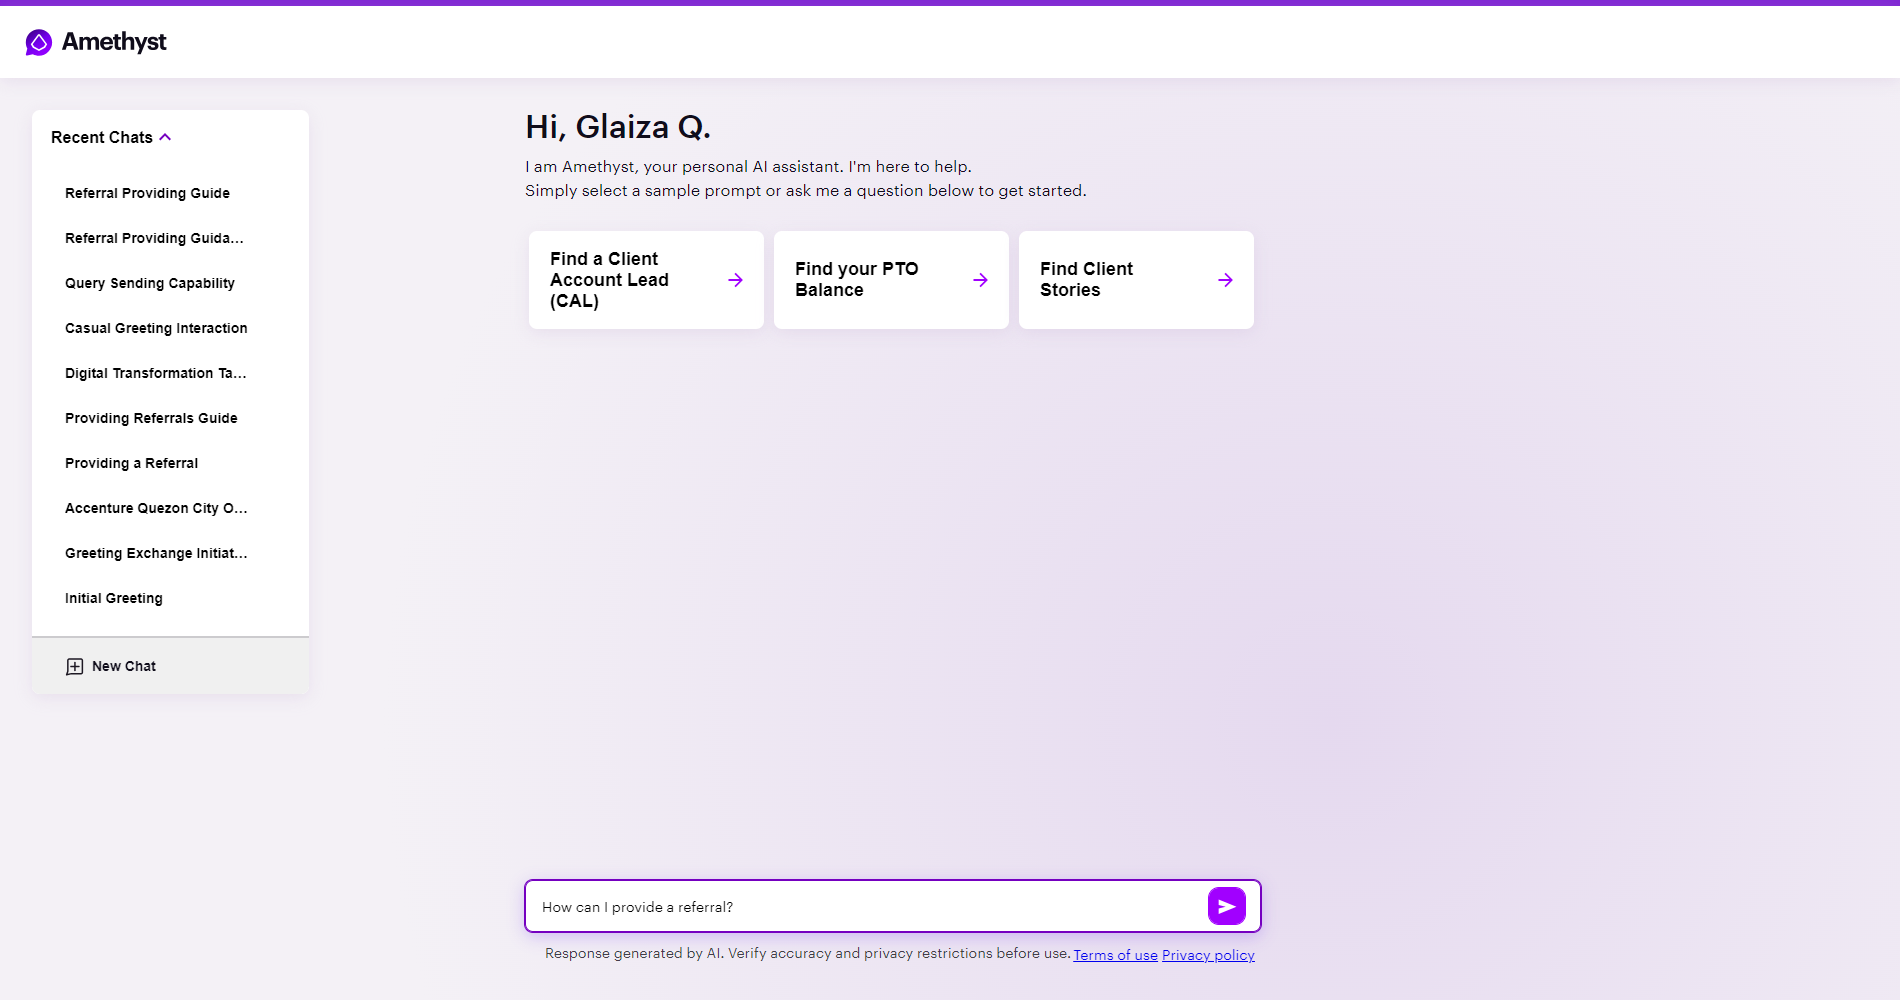 Amethyst
Recent Chats
Referral Providing Guide
Referral Providing Guida...
Query Sending Capability
Casual Greeting Interaction
Digital Transformation Ta...
Providing Referrals Guide
Providing a Referral
Accenture Quezon City O...
Greeting Exchange Initiat...
Initial Greeting
New Chat
Hi, Glaiza Q.
I am Amethyst, your personal AI assistant. I'm here to help.
Simply select a sample prompt or ask me a question below to get started.
Find a Client
Account Lead
(CAL)
Find your PTO
Balance
Find Client
Stories
How can I provide a referral?
Response generated by AI. Verify accuracy and privacy restrictions before use. Terms of use Privacy policy